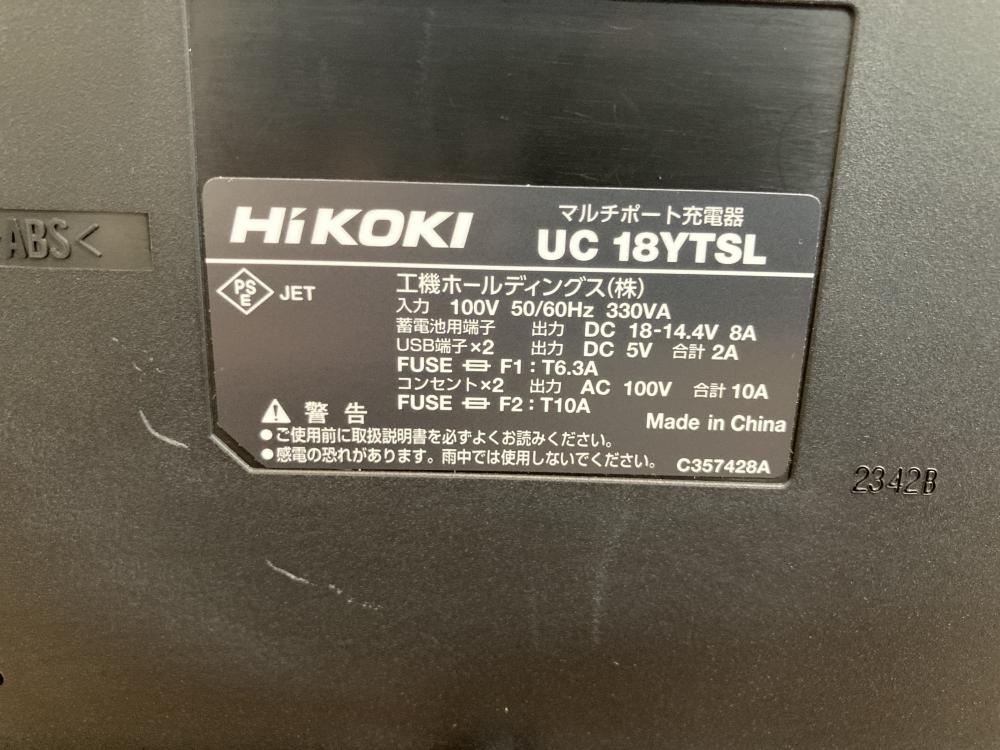 HiKOKI
マルチポート充電器
UC 18YTSL
PS E JET
工機ホールディングス(株)
入力 100V 50/60Hz 330VA
蓄電池用端子 出力 DC 18-14.4V 8A
USB端子×2 出力 DC 5V 合計 2A
FUSE F1:T6.3A
コンセント×2 出力 AC 100V 合計 10A
FUSE F2:T10A
Made in China
⚠ 警告
●ご使用前に取扱説明書を必ずよくお読みください。
●感電の恐れがあります。雨中では使用しないでください。
C357428A
ABS<
2342B